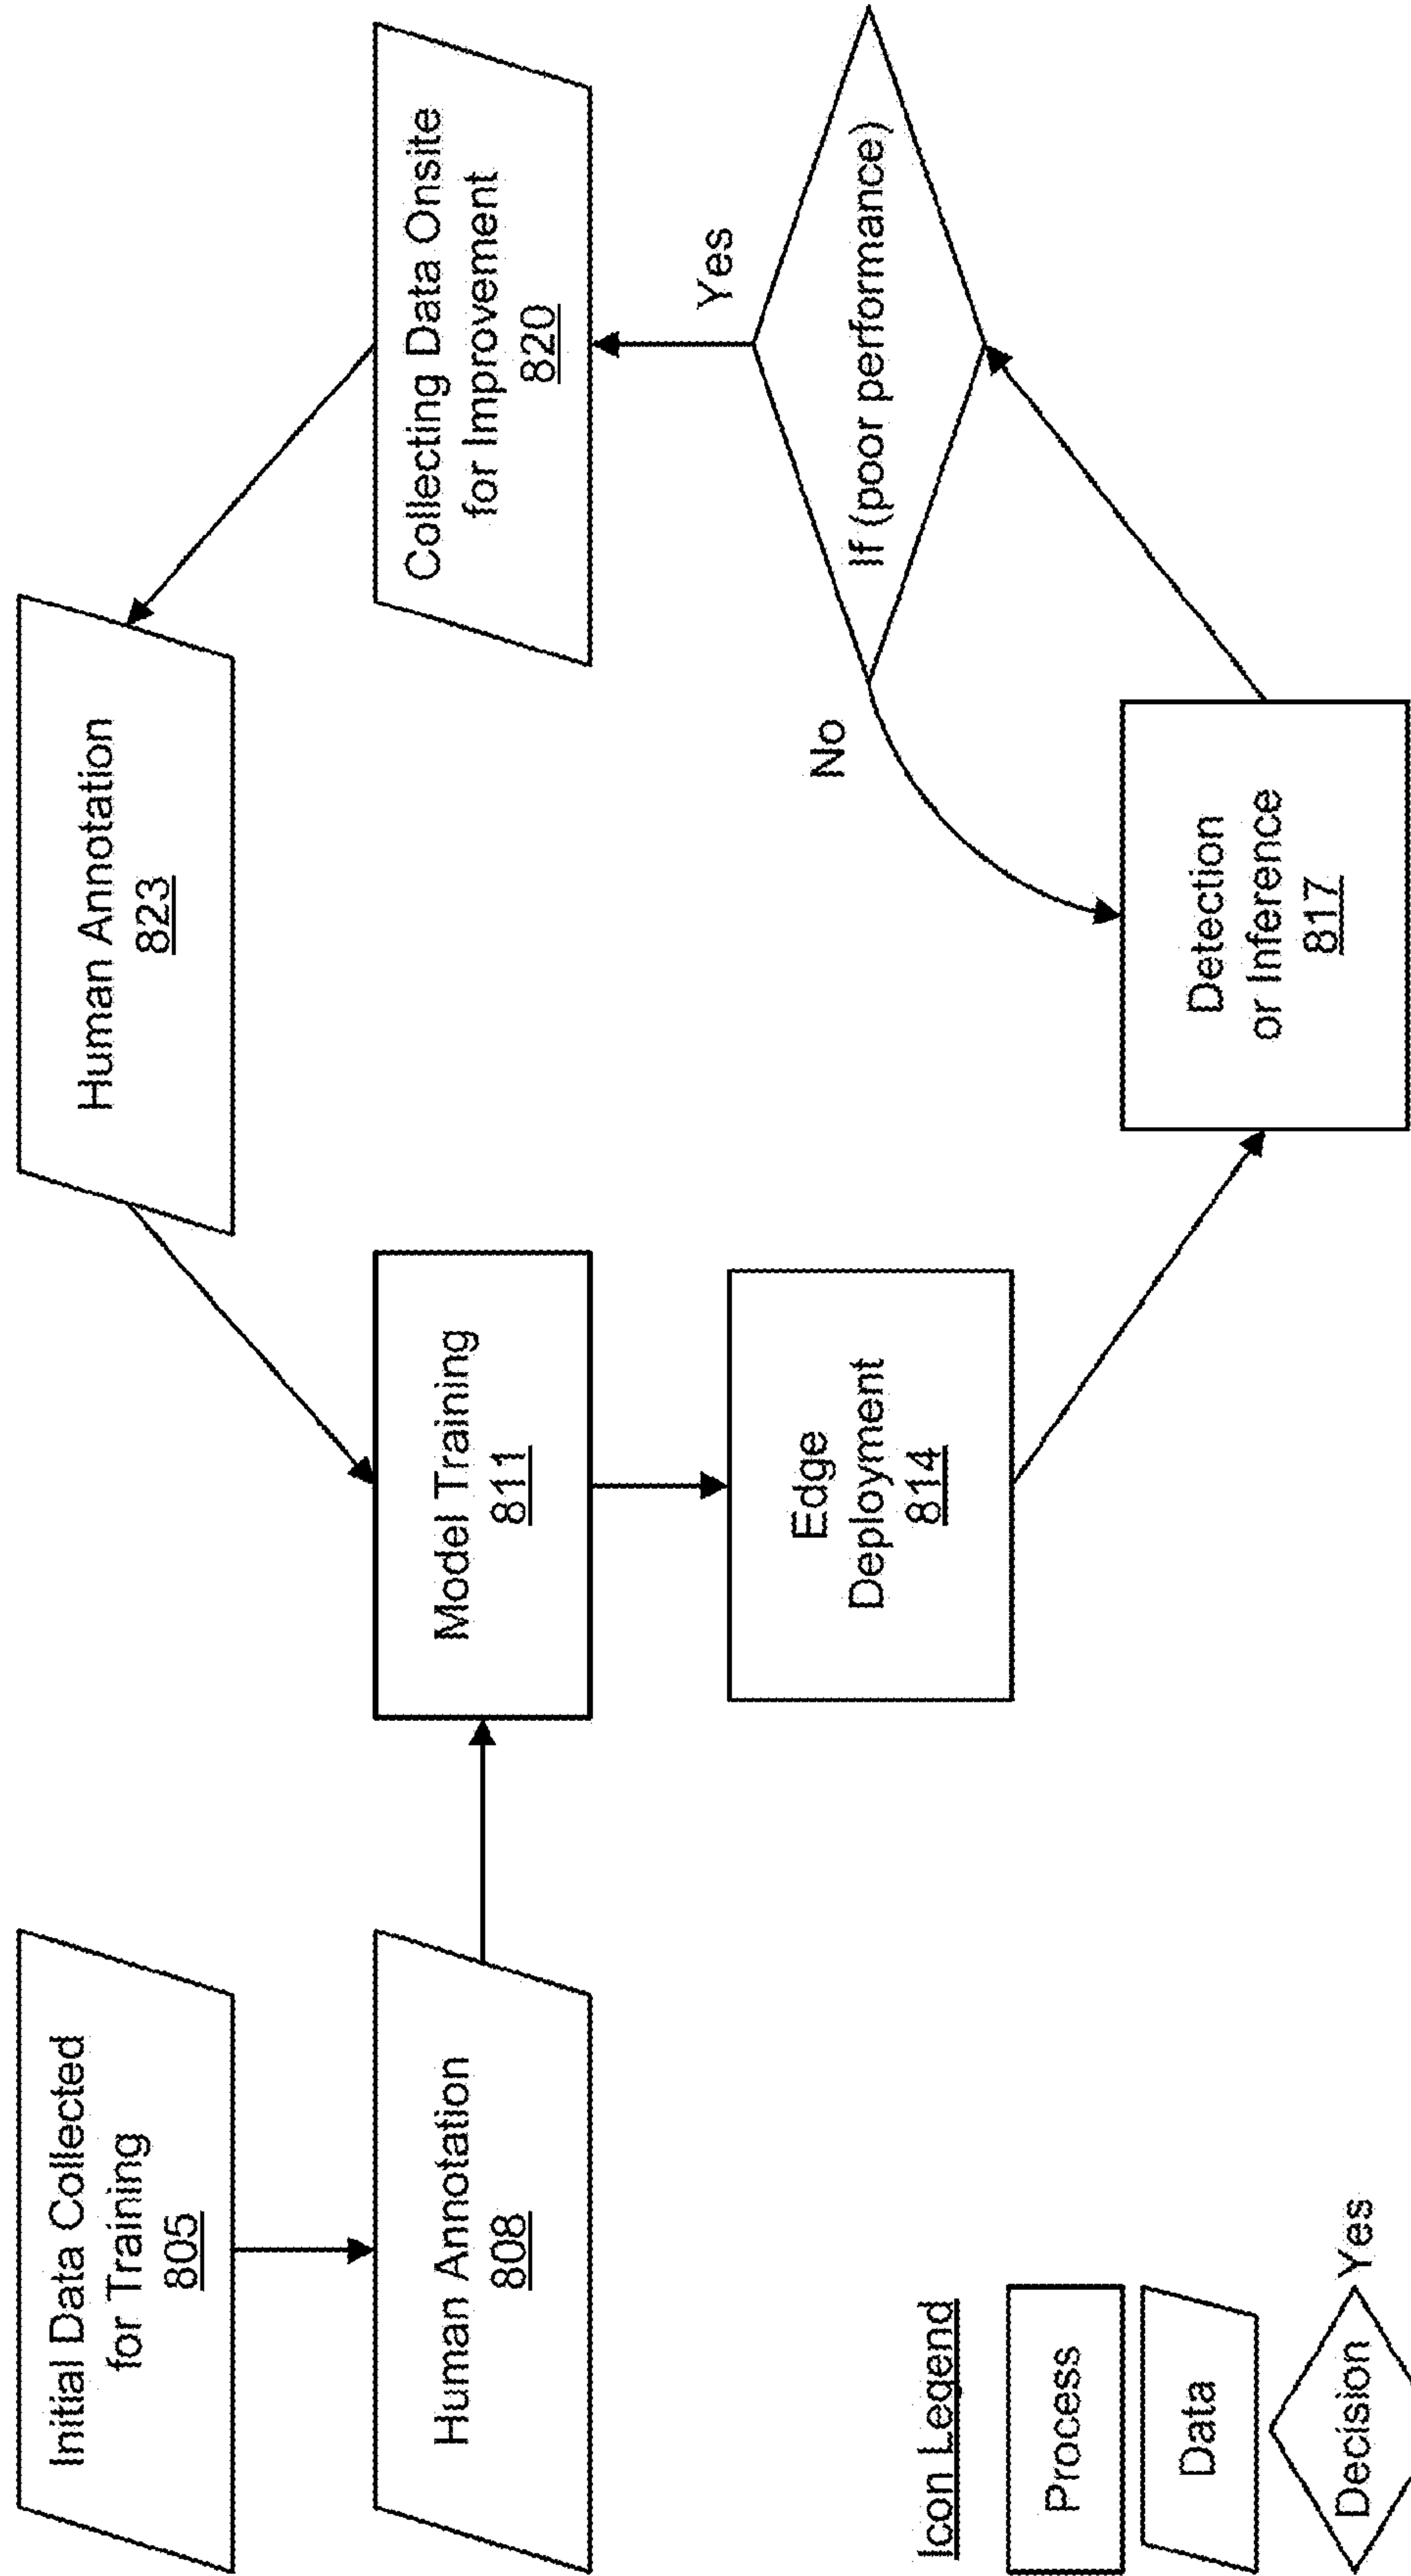 Initial Data Collected
for Training
805
Human Annotation
823
Human Annotation
808
Model Training
811
Collecting Data Onsite
for Improvement
820
Edge
Deployment
814
Yes
If (poor performance)
No
Detection
or Inference
817
Icon Legend
Process
Data
Decision
Yes